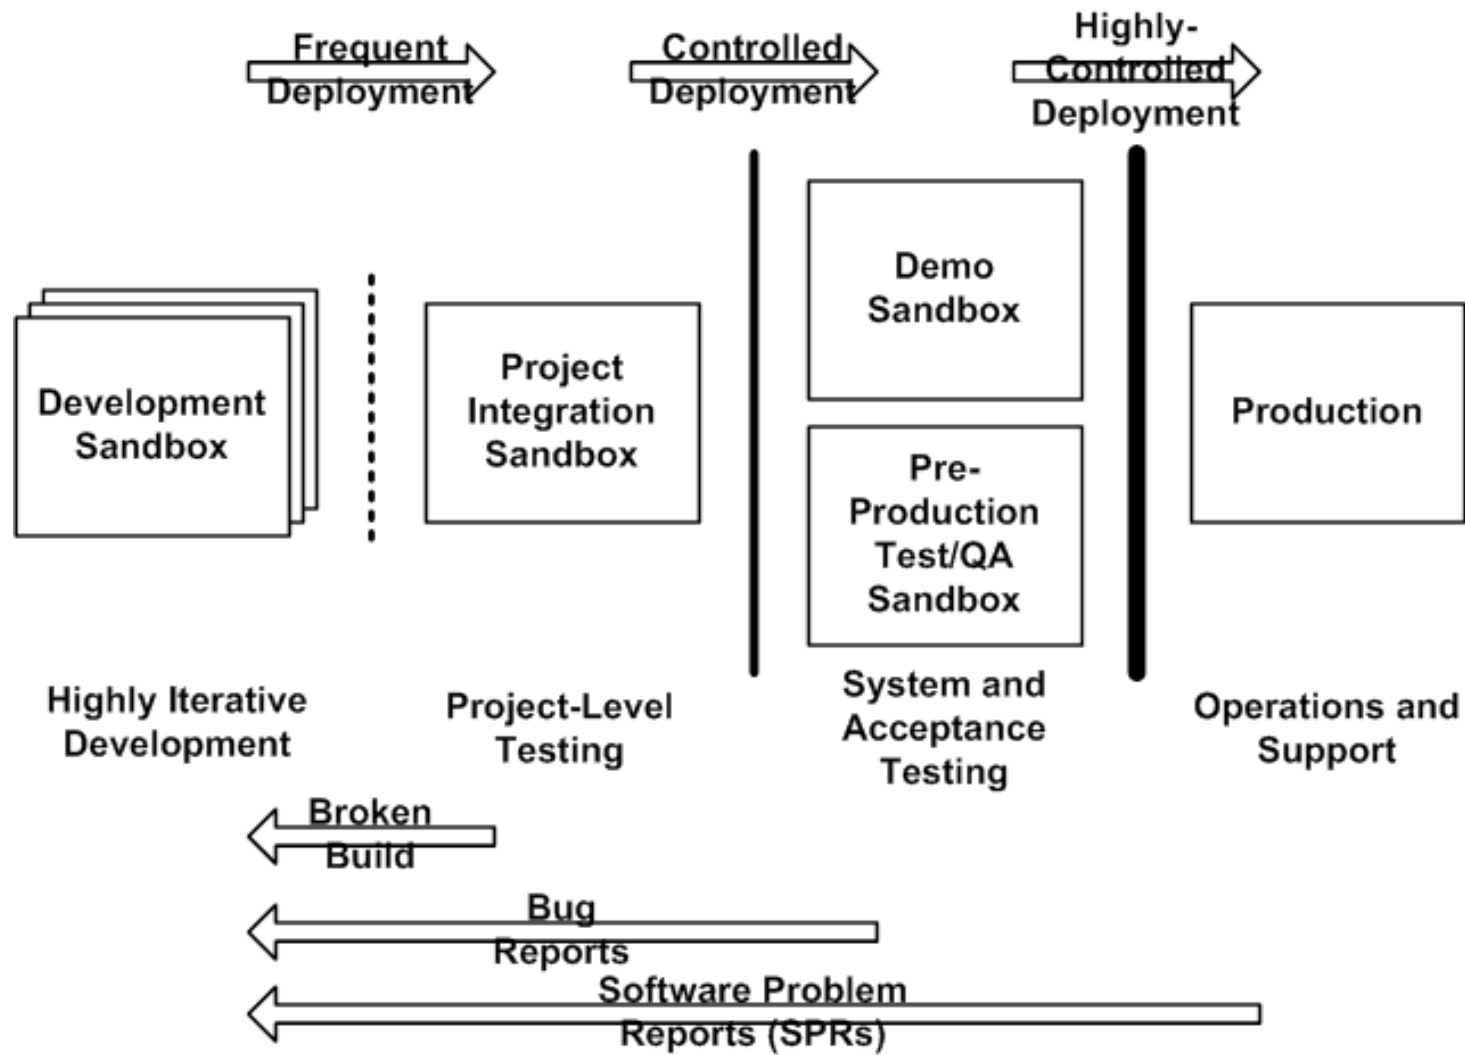 Frequent
Deployment
Controlled
Deployment
Highly-
Controlled
Deployment
Development
Sandbox
Project
Integration
Sandbox
Demo
Sandbox
Pre-
Production
Test/QA
Sandbox
Production
Highly Iterative
Development
Project-Level
Testing
System and
Acceptance
Testing
Operations and
Support
Broken
Build
Bug
Reports
Software Problem
Reports (SPRs)